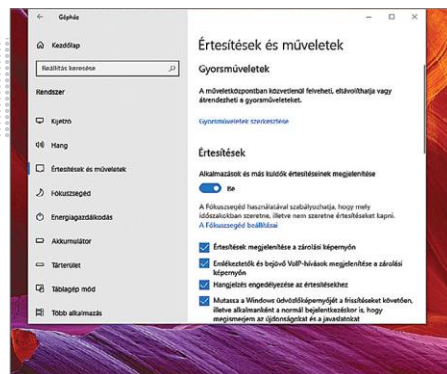 Gépház
Kezdőlap
Beállítás keresése
Rendszer
Kijelző
Hang
Értesítések és műveletek
Fókuszsegéd
Energiagazdálkodás
Akkumulátor
Tárterület
Táblagép mód
Több alkalmazás
Értesítések és műveletek
Gyorsműveletek
A műveletközpontban közvetlenül felveheti, eltávolíthatja vagy
átrendezheti a gyorsműveleteket.
Gyorsműveletek szerkesztése
Értesítések
Alkalmazások és más küldők értesítéseinek megjelenítése
Be
A Fókuszsegéd használatával szabályozhatja, hogy mely
időszakokban szeretne, illetve nem szeretne értesítéseket kapni.
A Fókuszsegéd beállításai
Értesítések megjelenítése a zárolási képernyőn
Emlékeztetők és bejövő VoIP-hívások megjelenítése a zárolási
képernyőn
Hangjelzés engedélyezése az értesítésekhez
Mutassa a Windows üdvözlőképernyőjét a frissítéseket követően,
illetve alkalmanként a normál bejelentkezéskor is, hogy
megismerjem az újdonságokat és a javaslatokat